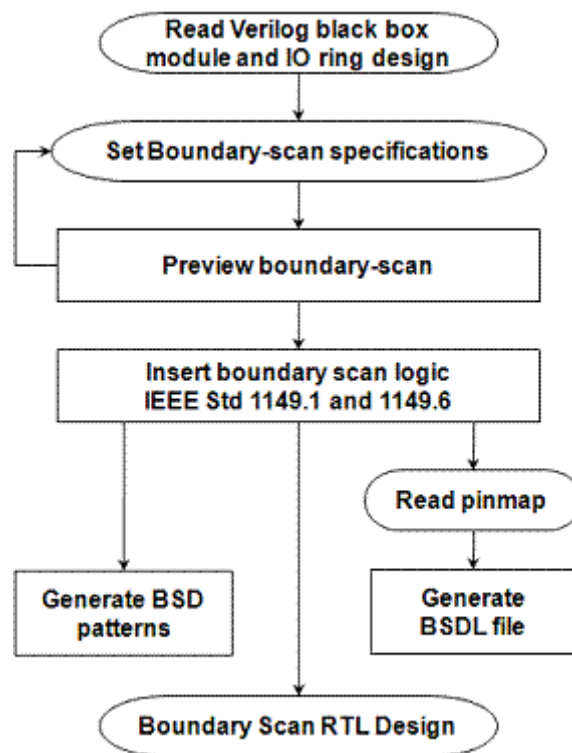 Read Verilog black box
module and IO ring design
Set Boundary-scan specifications
Preview boundary-scan
Insert boundary scan logic
IEEE Std 1149.1 and 1149.6
Read pinmap
Generate BSD
patterns
Generate
BSDL file
Boundary Scan RTL Design